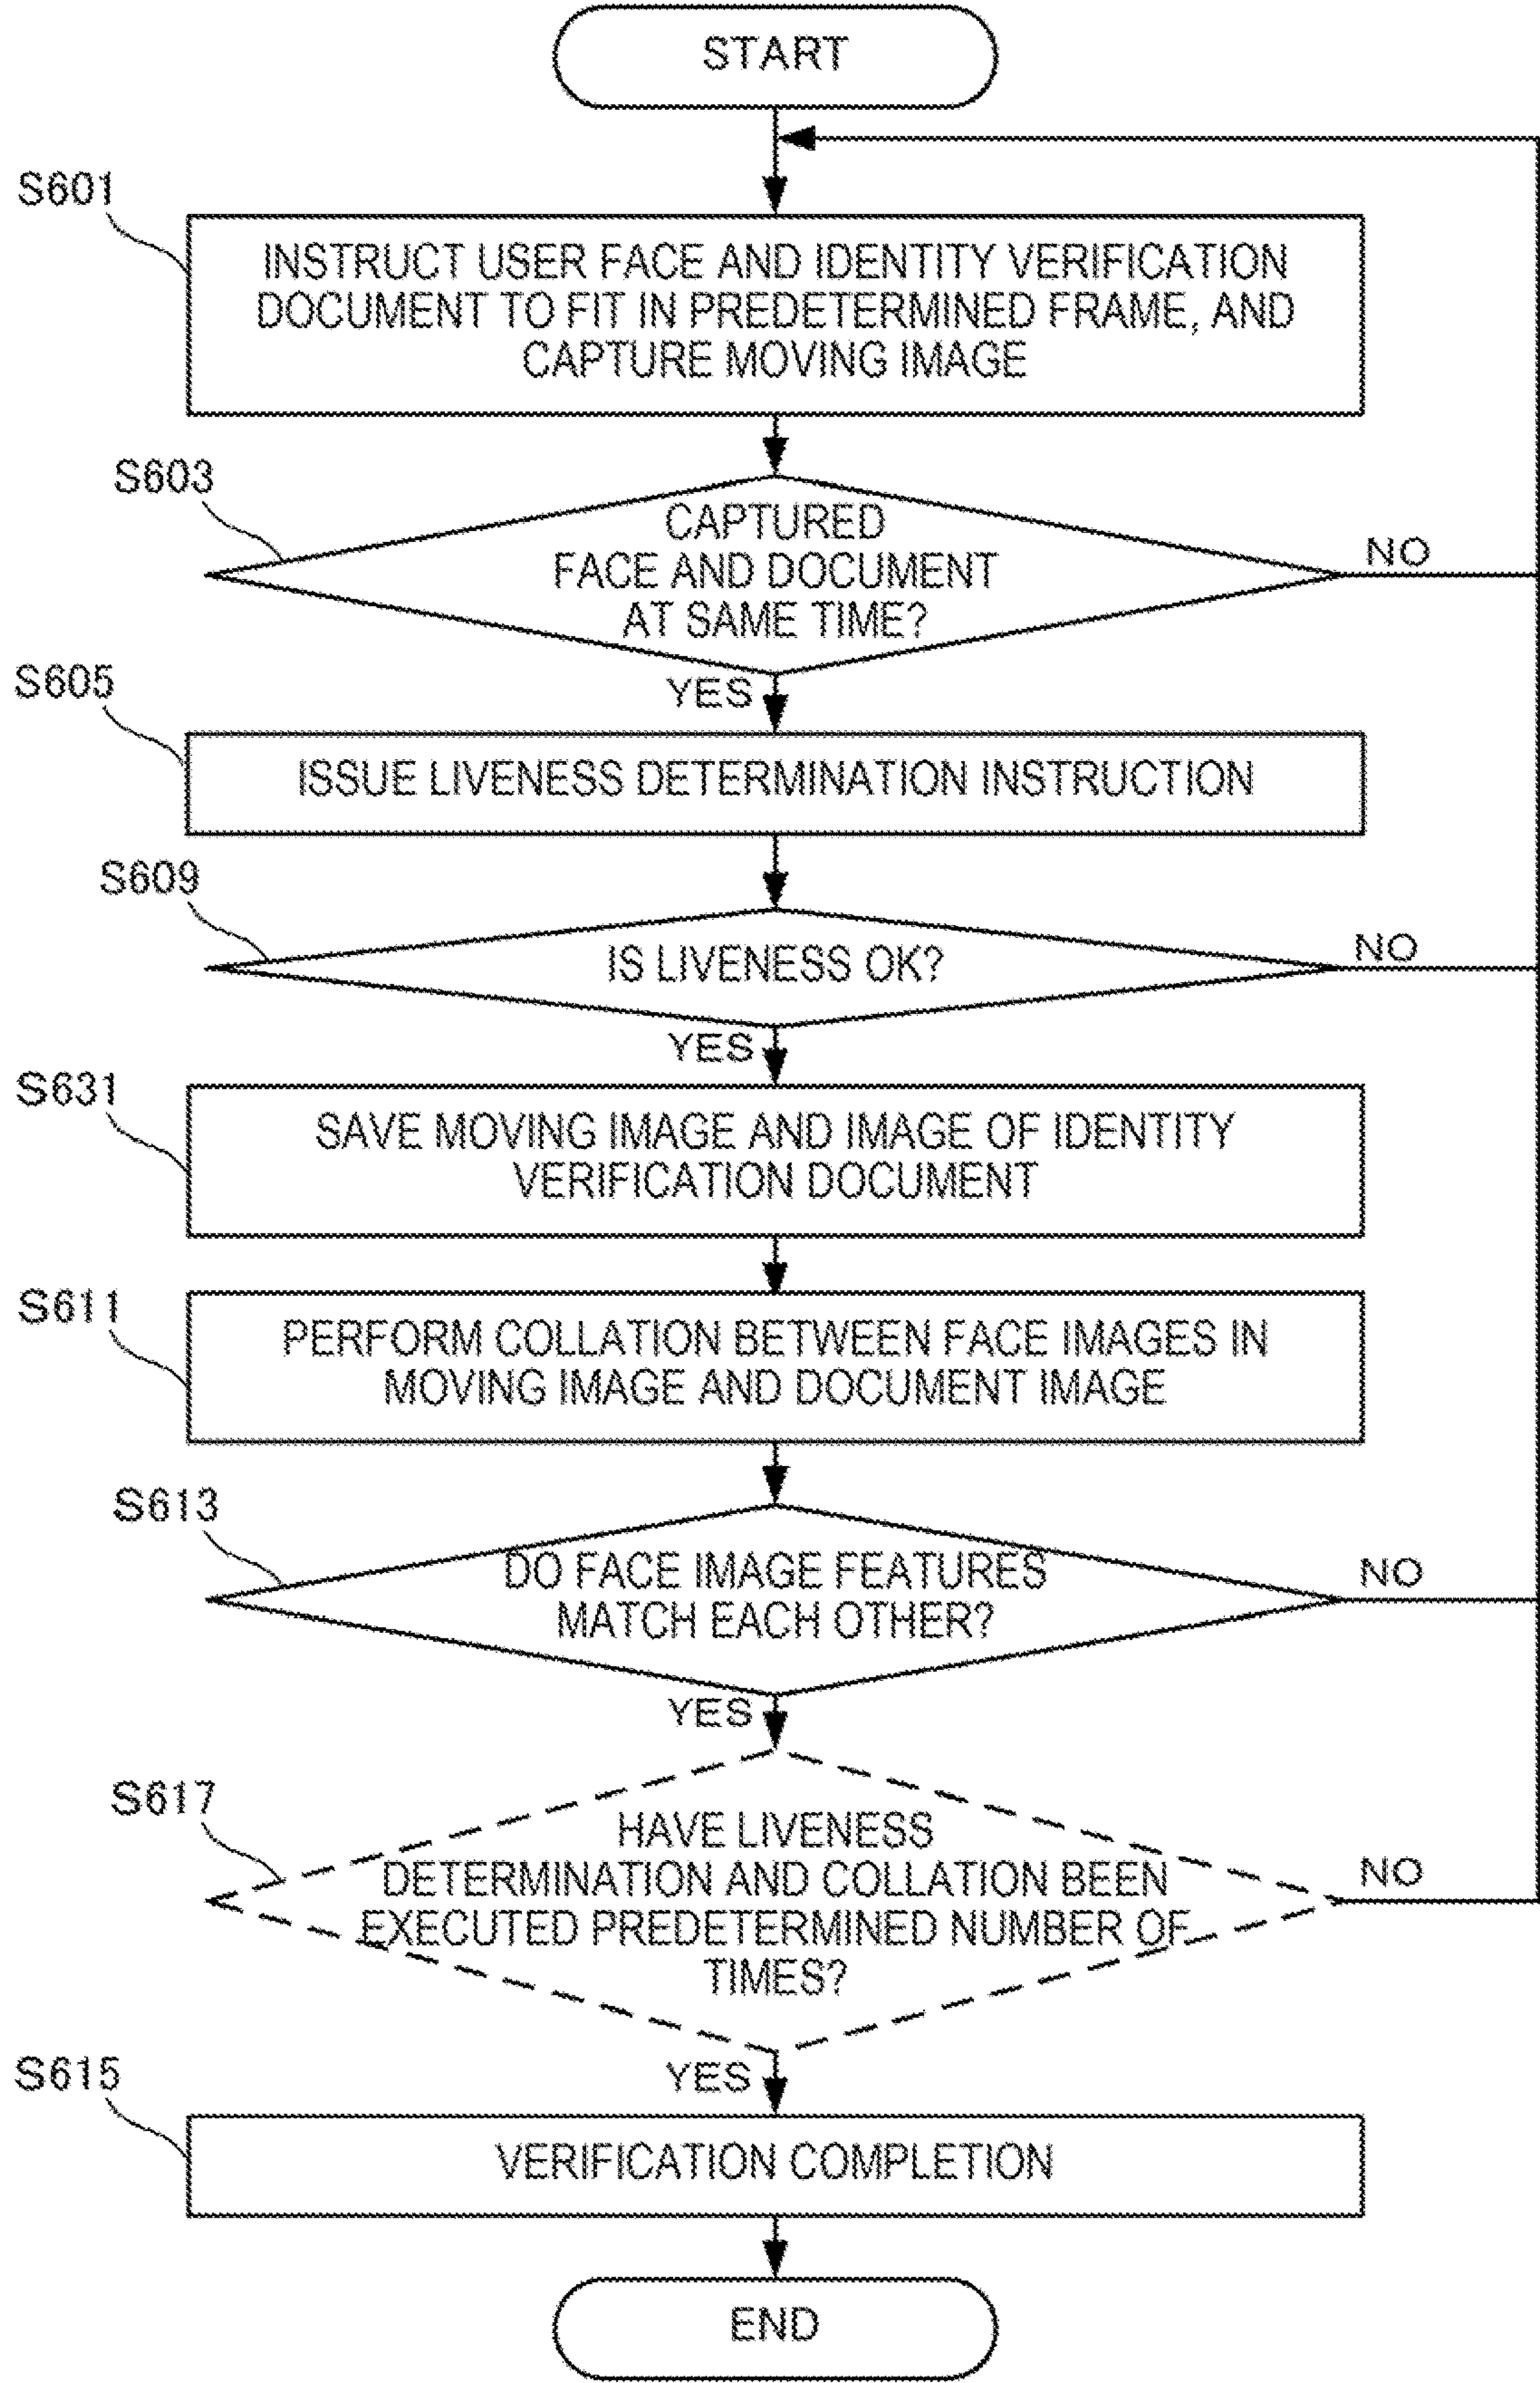 START
S601
INSTRUCT USER FACE AND IDENTITY VERIFICATION
DOCUMENT TO FIT IN PREDETERMINED FRAME, AND
CAPTURE MOVING IMAGE
S603
CAPTURED
FACE AND DOCUMENT
AT SAME TIME?
NO
YES
S605
ISSUE LIVENESS DETERMINATION INSTRUCTION
S609
IS LIVENESS OK?
NO
YES
S631
SAVE MOVING IMAGE AND IMAGE OF IDENTITY
VERIFICATION DOCUMENT
S611
PERFORM COLLATION BETWEEN FACE IMAGES IN
MOVING IMAGE AND DOCUMENT IMAGE
S613
DO FACE IMAGE FEATURES
MATCH EACH OTHER?
NO
YES
S617
HAVE LIVENESS
DETERMINATION AND COLLATION BEEN
EXECUTED PREDETERMINED NUMBER OF
TIMES?
NO
YES
S615
VERIFICATION COMPLETION
END